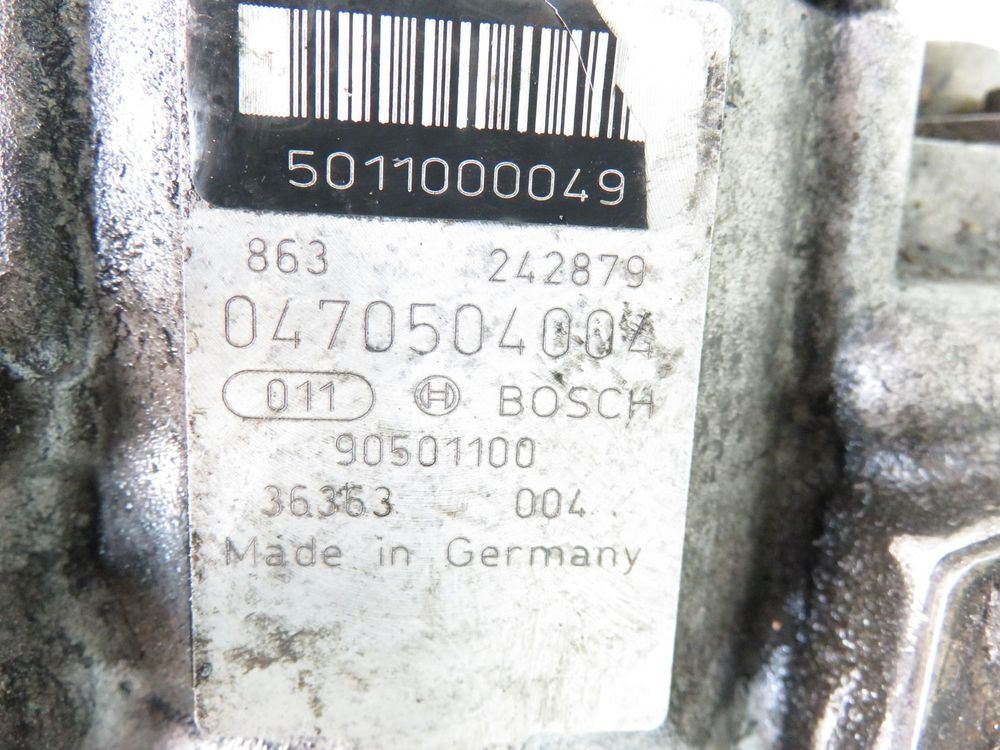 5011000049
863 242879
0470504004
011 BOSCH
90501100
36363 004
Made in Germany